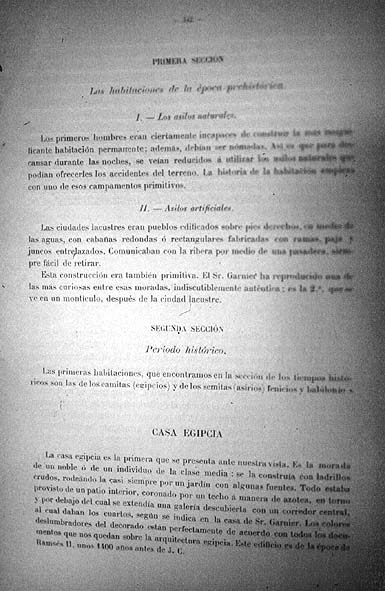 — 342 —
PRIMERA SECCIÓN
Las habitaciones de la época prehistórica.
I. — Los asilos naturales.
Los primeros hombres eran ciertamente incapaces de construir la más insigni-
ficante habitación permanente; además, debían ser nómadas. Así es que para des-
cansar durante las noches, se veían reducidos á utilizar los asilos naturales que
podían ofrecerles los accidentes del terreno. La historia de la habitación empieza
con uno de esos campamentos primitivos.
II. — Asilos artificiales.
Las ciudades lacustres eran pueblos edificados sobre pies derechos, en medio de
las aguas, con cabañas redondas ó rectangulares fabricadas con ramas, paja y
juncos entrelazados. Comunicaban con la ribera por medio de una pasadera, siem-
pre fácil de retirar.
Esta construcción era también primitiva. El Sr. Garnier ha reproducido una de
las más curiosas entre esas moradas, indiscutiblemente auténtica; es la 2.ª, que se
ve en un montículo, después de la ciudad lacustre.
SEGUNDA SECCIÓN
Período histórico.
Las primeras habitaciones, que encontramos en la sección de los tiempos histó-
ricos son las de los camitas (egipcios) y de los semitas (asirios) fenicios y babilonios
CASA EGIPCIA
La casa egipcia es la primera que se presenta ante nuestra vista. Es la morada
de un noble ó de un individuo de la clase media: se la construía con ladrillos
crudos, rodeándo la casi siempre por un jardín con algunas fuentes. Todo estaba
provisto de un patio interior, coronado por un techo á manera de azotea, en torno
y por debajo del cual se extendía una galería descubierta con un corredor central,
al cual daban los cuartos, según se indica en la casa de Sr. Garnier. Los colores
deslumbradores del decorado están perfectamente de acuerdo con todos los docu-
mentos que nos quedan sobre la arquitectura egipcia. Este edificio es de la época de
Ramsés II, unos 1400 años antes de J. C.